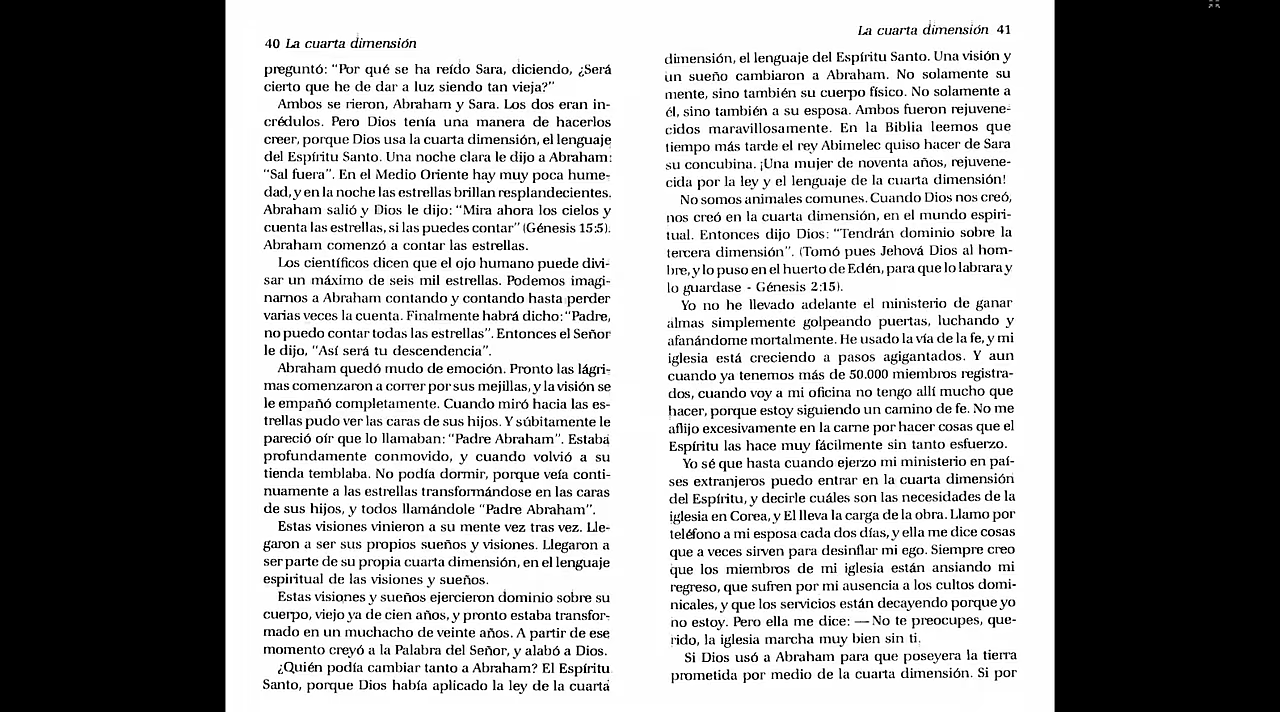 40 La cuarta dimensión
preguntó: "Por qué se ha reído Sara, diciendo, ¿Será
cierto que he de dar a luz siendo tan vieja?"
Ambos se rieron, Abraham y Sara. Los dos eran in-
crédulos. Pero Dios tenía una manera de hacerlos
creer, porque Dios usa la cuarta dimensión, el lenguaje
del Espíritu Santo. Una noche clara le dijo a Abraham:
"Sal fuera". En el Medio Oriente hay muy poca hume-
dad, y en la noche las estrellas brillan resplandecientes.
Abraham salió y Dios le dijo: "Mira ahora los cielos y
cuenta las estrellas, si las puedes contar" (Génesis 15:5).
Abraham comenzó a contar las estrellas.
Los científicos dicen que el ojo humano puede divi-
sar un máximo de seis mil estrellas. Podemos imagi-
narnos a Abraham contando y contando hasta perder
varias veces la cuenta. Finalmente habrá dicho: "Padre,
no puedo contar todas las estrellas". Entonces el Señor
le dijo, "Así será tu descendencia".
Abraham quedó mudo de emoción. Pronto las lágri-
mas comenzaron a correr por sus mejillas, y la visión se
le empañó completamente. Cuando miró hacia las es-
trellas pudo ver las caras de sus hijos. Y súbitamente le
pareció oír que lo llamaban: "Padre Abraham". Estaba
profundamente conmovido, y cuando volvió a su
tienda temblaba. No podía dormir, porque veía conti-
nuamente a las estrellas transformándose en las caras
de sus hijos, y todos llamándole "Padre Abraham".
Estas visiones vinieron a su mente vez tras vez. Lle-
garon a ser sus propios sueños y visiones. Llegaron a
ser parte de su propia cuarta dimensión, en el lenguaje
espiritual de las visiones y sueños.
Estas visiones y sueños ejercieron dominio sobre su
cuerpo, viejo ya de cien años, y pronto estaba transfor-
mado en un muchacho de veinte años. A partir de ese
momento creyó a la Palabra del Señor, y alabó a Dios.
¿Quién podía cambiar tanto a Abraham? El Espíritu
Santo, porque Dios había aplicado la ley de la cuarta
La cuarta dimensión 41
dimensión, el lenguaje del Espíritu Santo. Una visión y
un sueño cambiaron a Abraham. No solamente su
mente, sino también su cuerpo físico. No solamente a
él, sino también a su esposa. Ambos fueron rejuvene-
cidos maravillosamente. En la Biblia leemos que
tiempo más tarde el rey Abimelec quiso hacer de Sara
su concubina. ¡Una mujer de noventa años, rejuvene-
cida por la ley y el lenguaje de la cuarta dimensión!
No somos animales comunes. Cuando Dios nos creó,
nos creó en la cuarta dimensión, en el mundo espiri-
tual. Entonces dijo Dios: "Tendrán dominio sobre la
tercera dimensión". (Tomó pues Jehová Dios al hom-
bre, y lo puso en el huerto de Edén, para que lo labrara y
lo guardase - Génesis 2:15).
Yo no he llevado adelante el ministerio de ganar
almas simplemente golpeando puertas, luchando y
afanándome mortalmente. He usado la vía de la fe, y mi
iglesia está creciendo a pasos agigantados. Y aun
cuando ya tenemos más de 50.000 miembros registra-
dos, cuando voy a mi oficina no tengo allí mucho que
hacer, porque estoy siguiendo un camino de fe. No me
aflijo excesivamente en la carne por hacer cosas que el
Espíritu las hace muy fácilmente sin tanto esfuerzo.
Yo sé que hasta cuando ejerzo mi ministerio en paí-
ses extranjeros puedo entrar en la cuarta dimensión
del Espíritu, y decirle cuáles son las necesidades de la
iglesia en Corea, y El lleva la carga de la obra. Llamo por
teléfono a mi esposa cada dos días, y ella me dice cosas
que a veces sirven para desinflar mi ego. Siempre creo
que los miembros de mi iglesia están ansiando mi
regreso, que sufren por mi ausencia a los cultos domi-
nicales, y que los servicios están decayendo porque yo
no estoy. Pero ella me dice: — No te preocupes, que-
rido, la iglesia marcha muy bien sin ti.
Si Dios usó a Abraham para que poseyera la tierra
prometida por medio de la cuarta dimensión. Si por